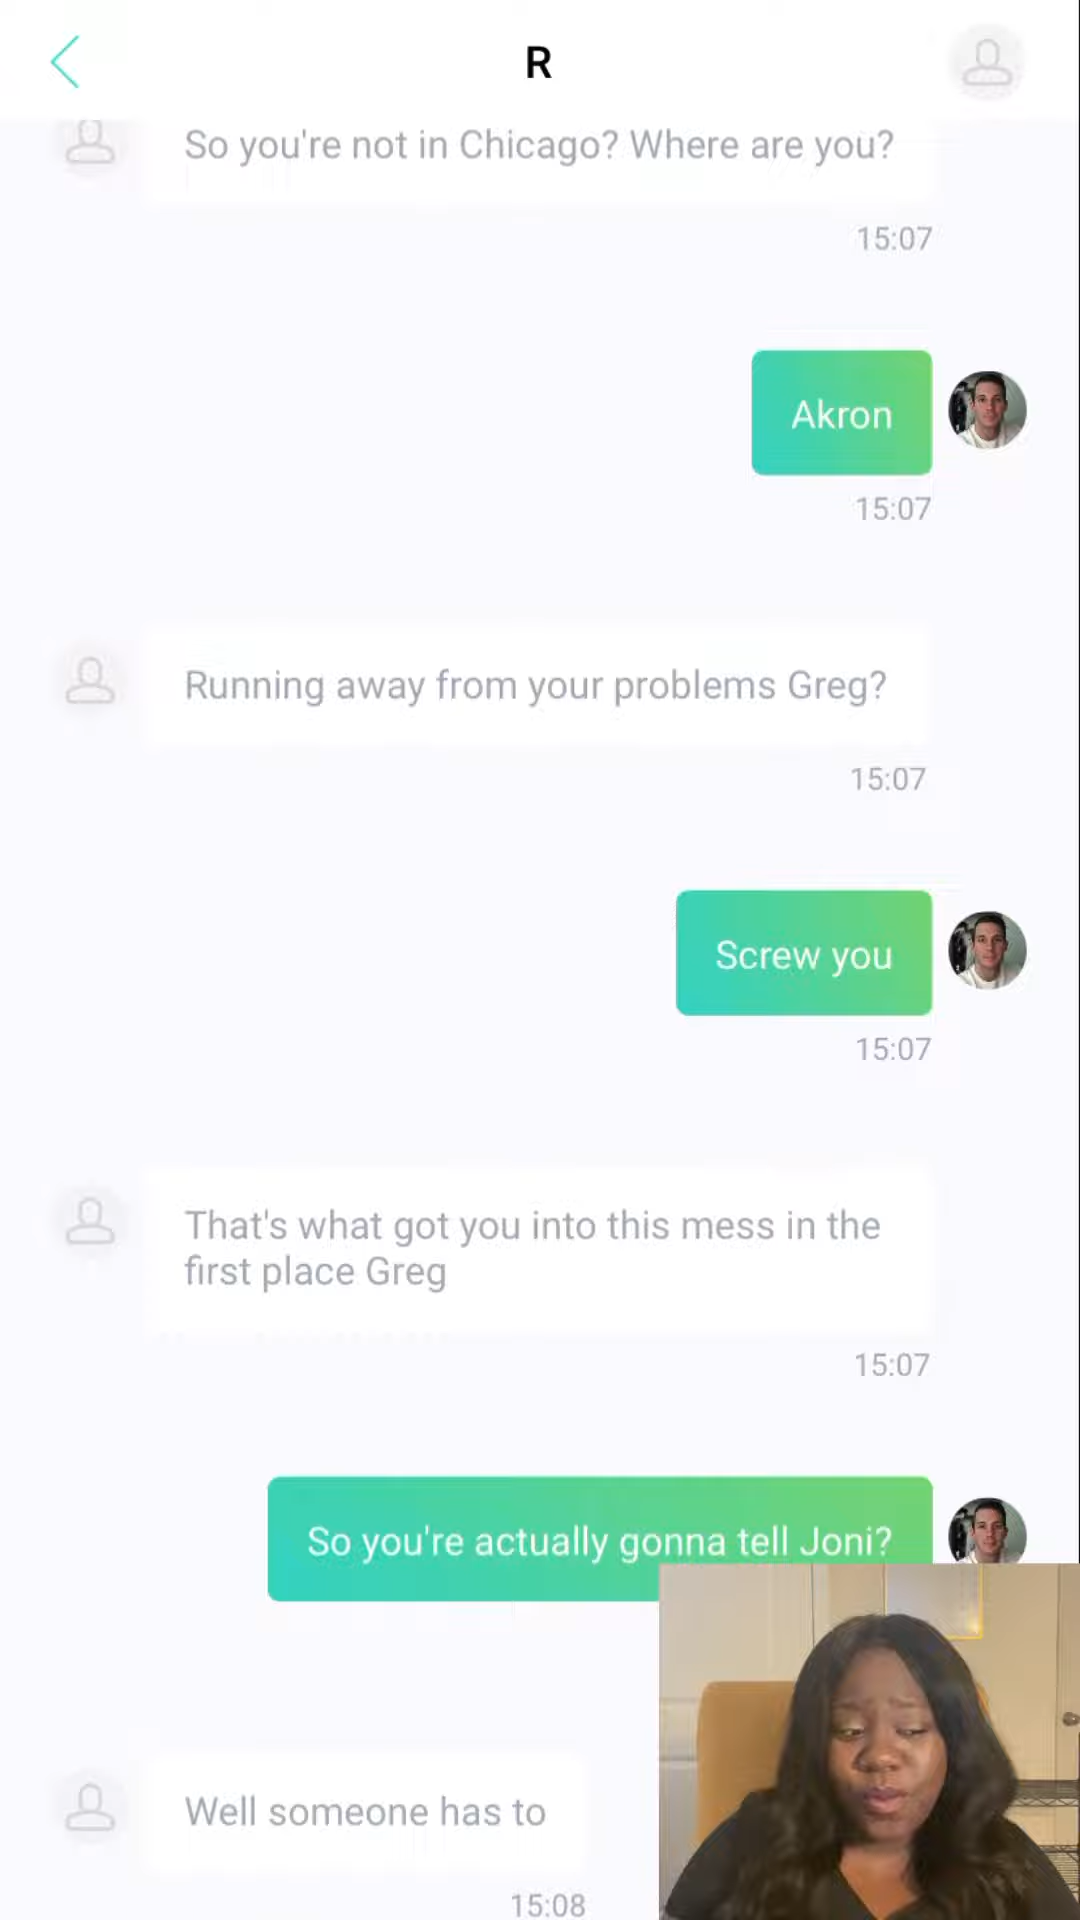 R
So you're not in Chicago? Where are you?
15:07
Akron
15:07
Running away from your problems Greg?
15:07
Screw you
15:07
That's what got you into this mess in the
first place Greg
15:07
So you're actually gonna tell Joni?
Well someone has to
15:08